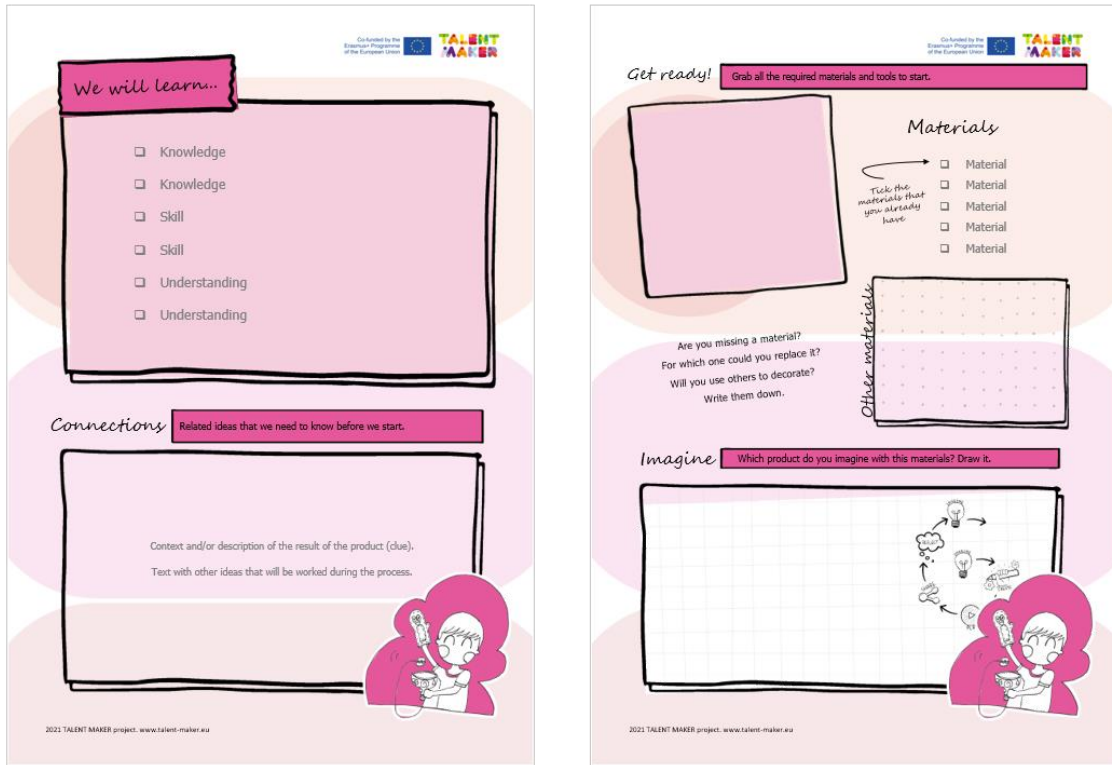 Co-funded by the
Erasmus+ Programme
of the European Union
TALENT
MAKER
We will learn...
Knowledge
Knowledge
Skill
Skill
Understanding
Understanding
Connections
Related ideas that we need to know before we start.
Context and/or description of the result of the product (clue).
Text with other ideas that will be worked during the process.
2021 TALENT MAKER project. www.talent-maker.eu
Co-funded by the
Erasmus+ Programme
of the European Union
TALENT
MAKER
Get ready!
Grab all the required materials and tools to start.
Materials
Material
Material
Material
Material
Material
Tick the
materials that
you already
have
Other materials
Are you missing a material?
For which one could you replace it?
Will you use others to decorate?
Write them down.
Imagine
Which product do you imagine with this materials? Draw it.
REFLECT
SHARE
2021 TALENT MAKER project. www.talent-maker.eu